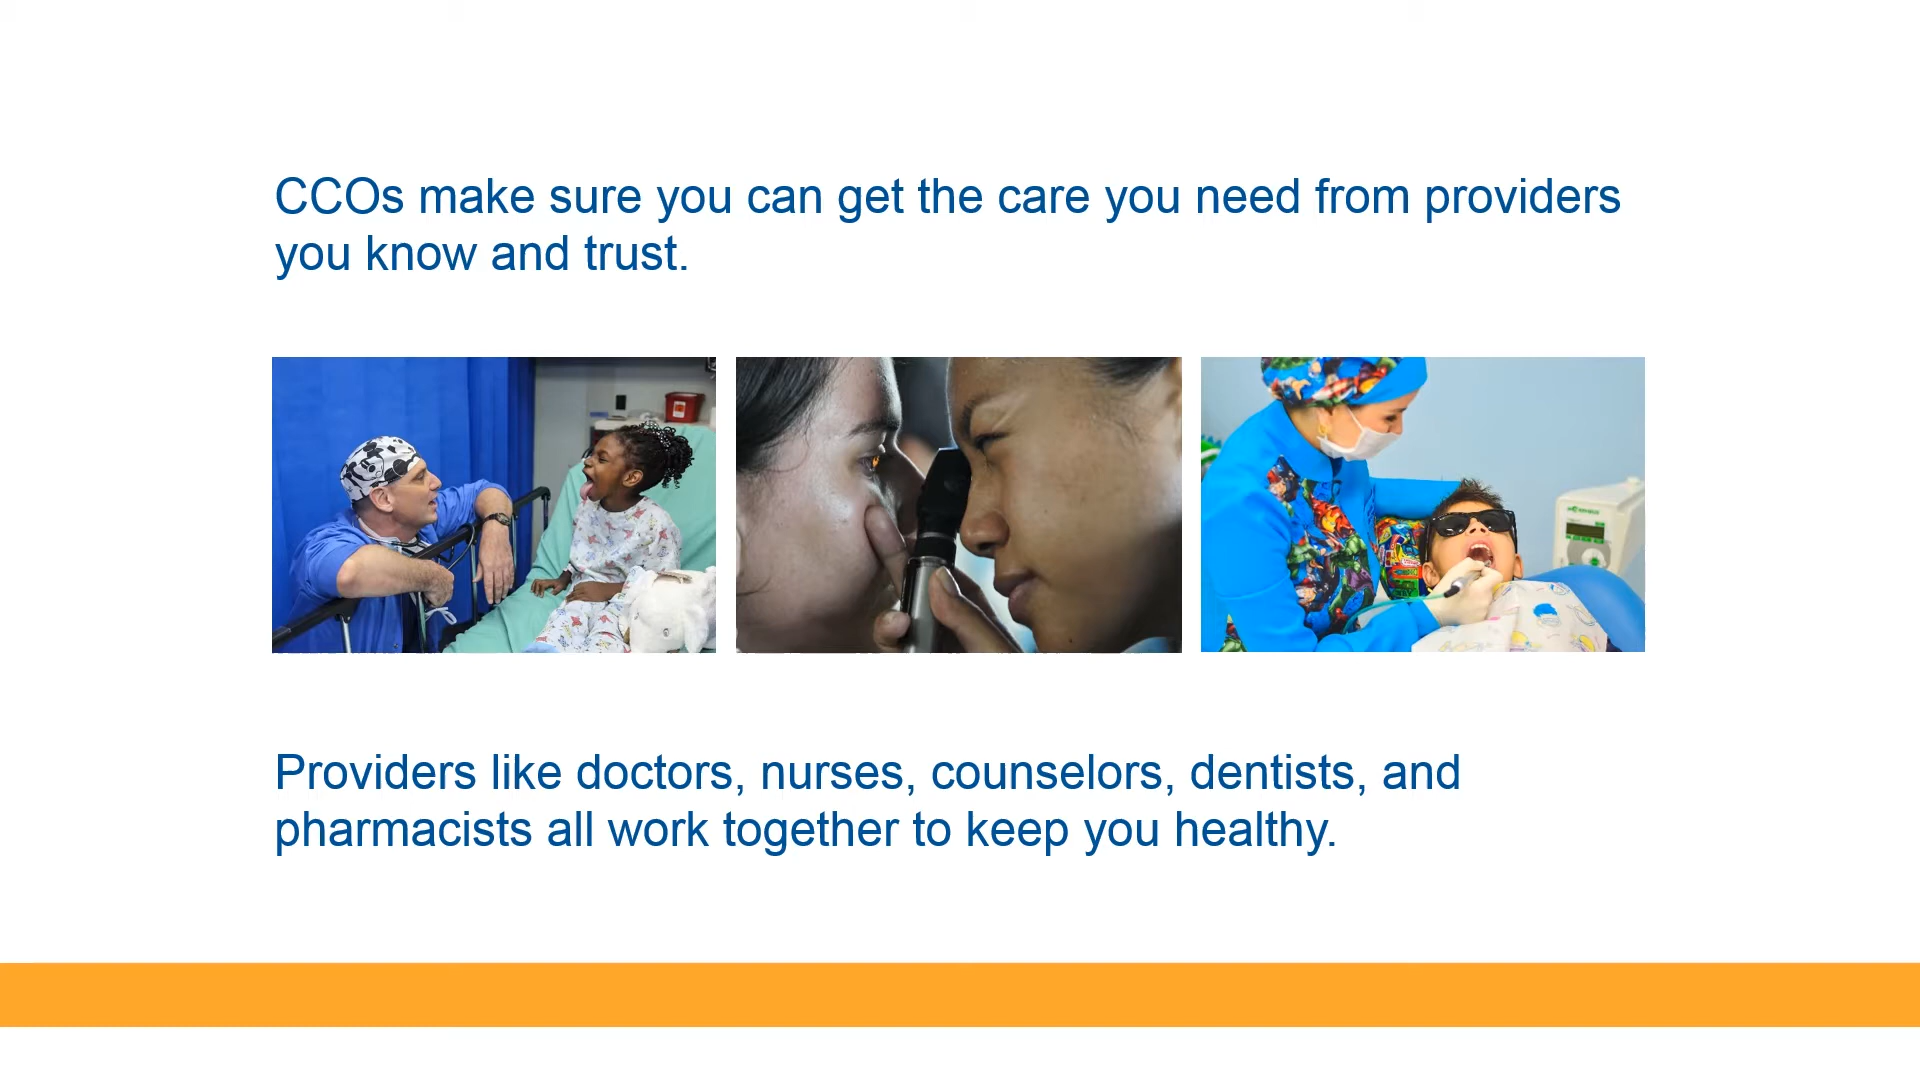 CCOs make sure you can get the care you need from providers
you know and trust.
Providers like doctors, nurses, counselors, dentists, and
pharmacists all work together to keep you healthy.